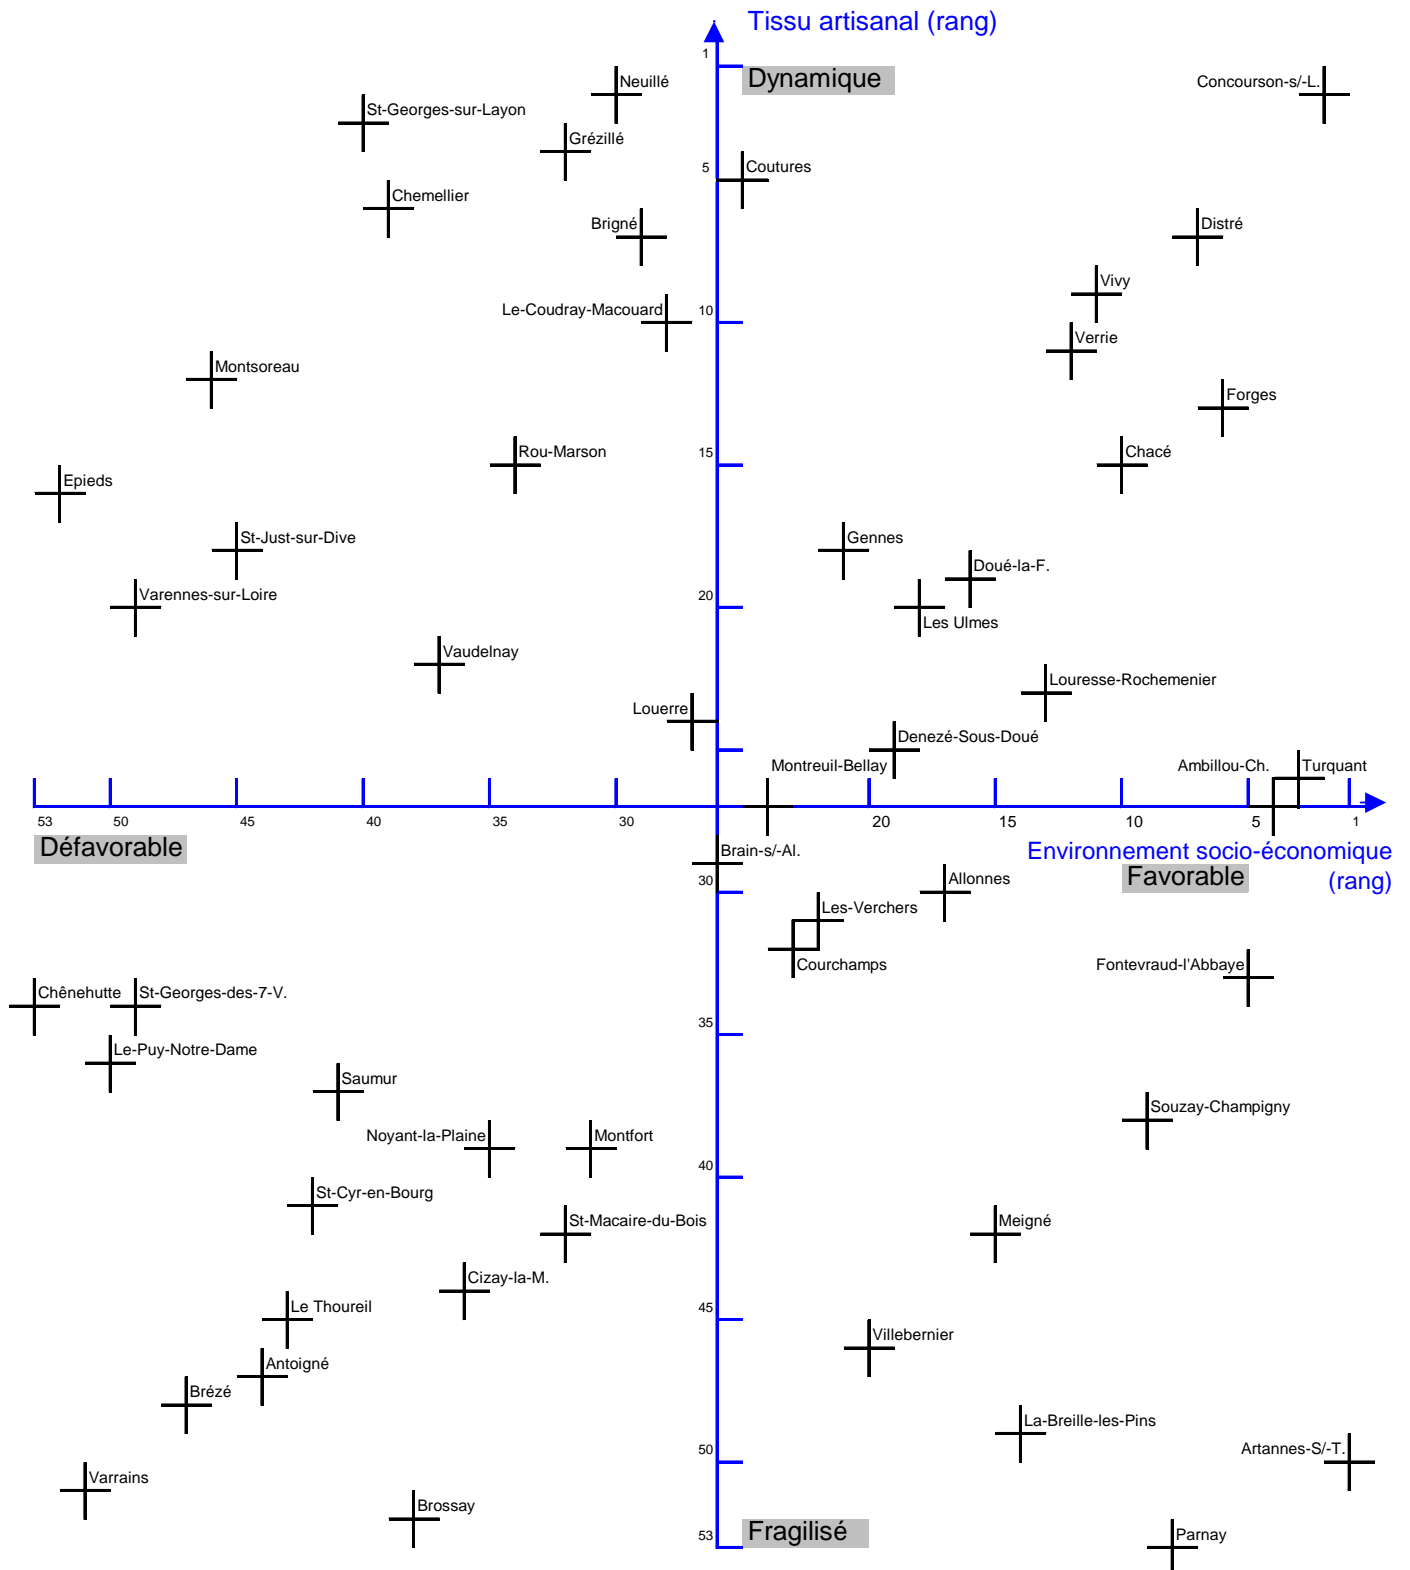 Tissu artisanal (rang)
1
Dynamique
Neuillé
Concourson-s/-L.
St-Georges-sur-Layon
Grézillé
5
Coutures
Chemellier
Brigné
Distré
Vivy
Le-Coudray-Macouard
10
Verrie
Montsoreau
Forges
Rou-Marson
15
Chacé
Epieds
St-Just-sur-Dive
Gennes
Doué-la-F.
Varennes-sur-Loire
20
Les Ulmes
Vaudelnay
Louresse-Rochemenier
Louerre
Denezé-Sous-Doué
Montreuil-Bellay
Ambillou-Ch.
Turquant
53
50
45
40
35
30
20
15
10
5
1
Défavorable
Brain-s/-Al.
Environnement socio-économique
(rang)
Favorable
30
Allonnes
Les-Verchers
Courchamps
Fontevraud-l'Abbaye
Chênehutte
St-Georges-des-7-V.
35
Le-Puy-Notre-Dame
Saumur
Souzay-Champigny
Noyant-la-Plaine
Montfort
40
St-Cyr-en-Bourg
St-Macaire-du-Bois
Meigné
Cizay-la-M.
Le Thoureil
45
Villebernier
Antoigné
Brézé
La-Breille-les-Pins
Artannes-S/-T.
50
Varrains
Brossay
53
Fragilisé
Parnay